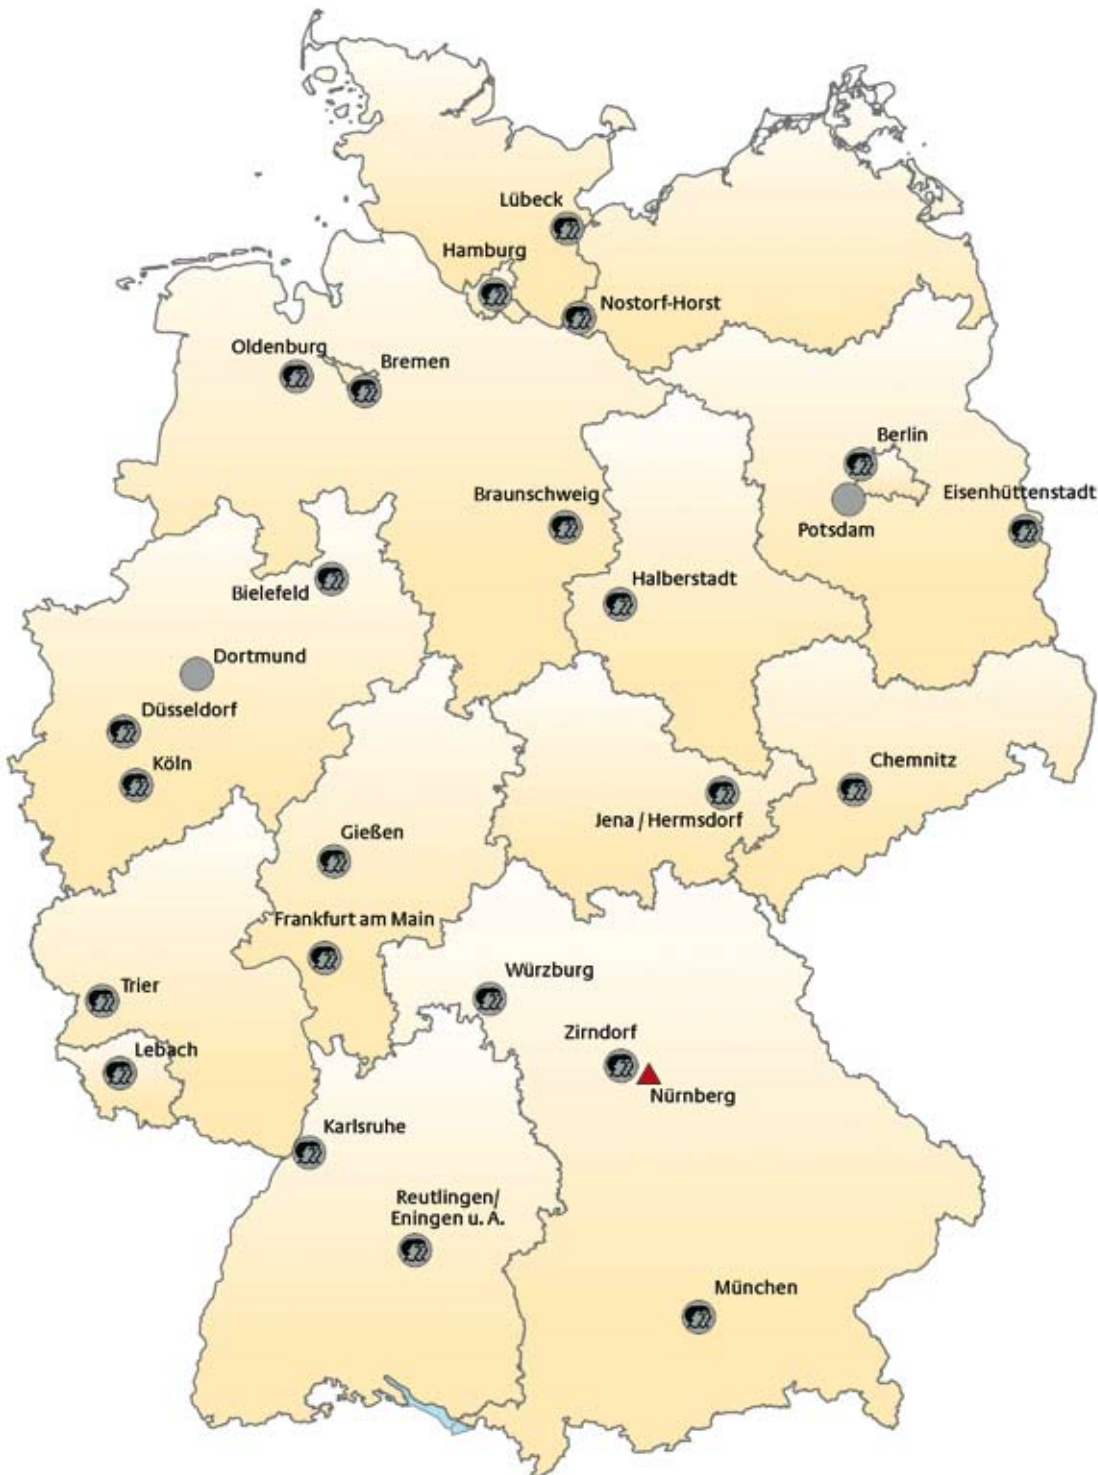 Lübeck
Hamburg
Nostorf-Horst
Oldenburg
Bremen
Berlin
Braunschweig
Eisenhüttenstadt
Potsdam
Halberstadt
Bielefeld
Dortmund
Düsseldorf
Köln
Chemnitz
Jena / Hermsdorf
Gießen
Frankfurt am Main
Würzburg
Trier
Zirndorf
Lebach
Nürnberg
Karlsruhe
Reutlingen/
Eningen u. A.
München